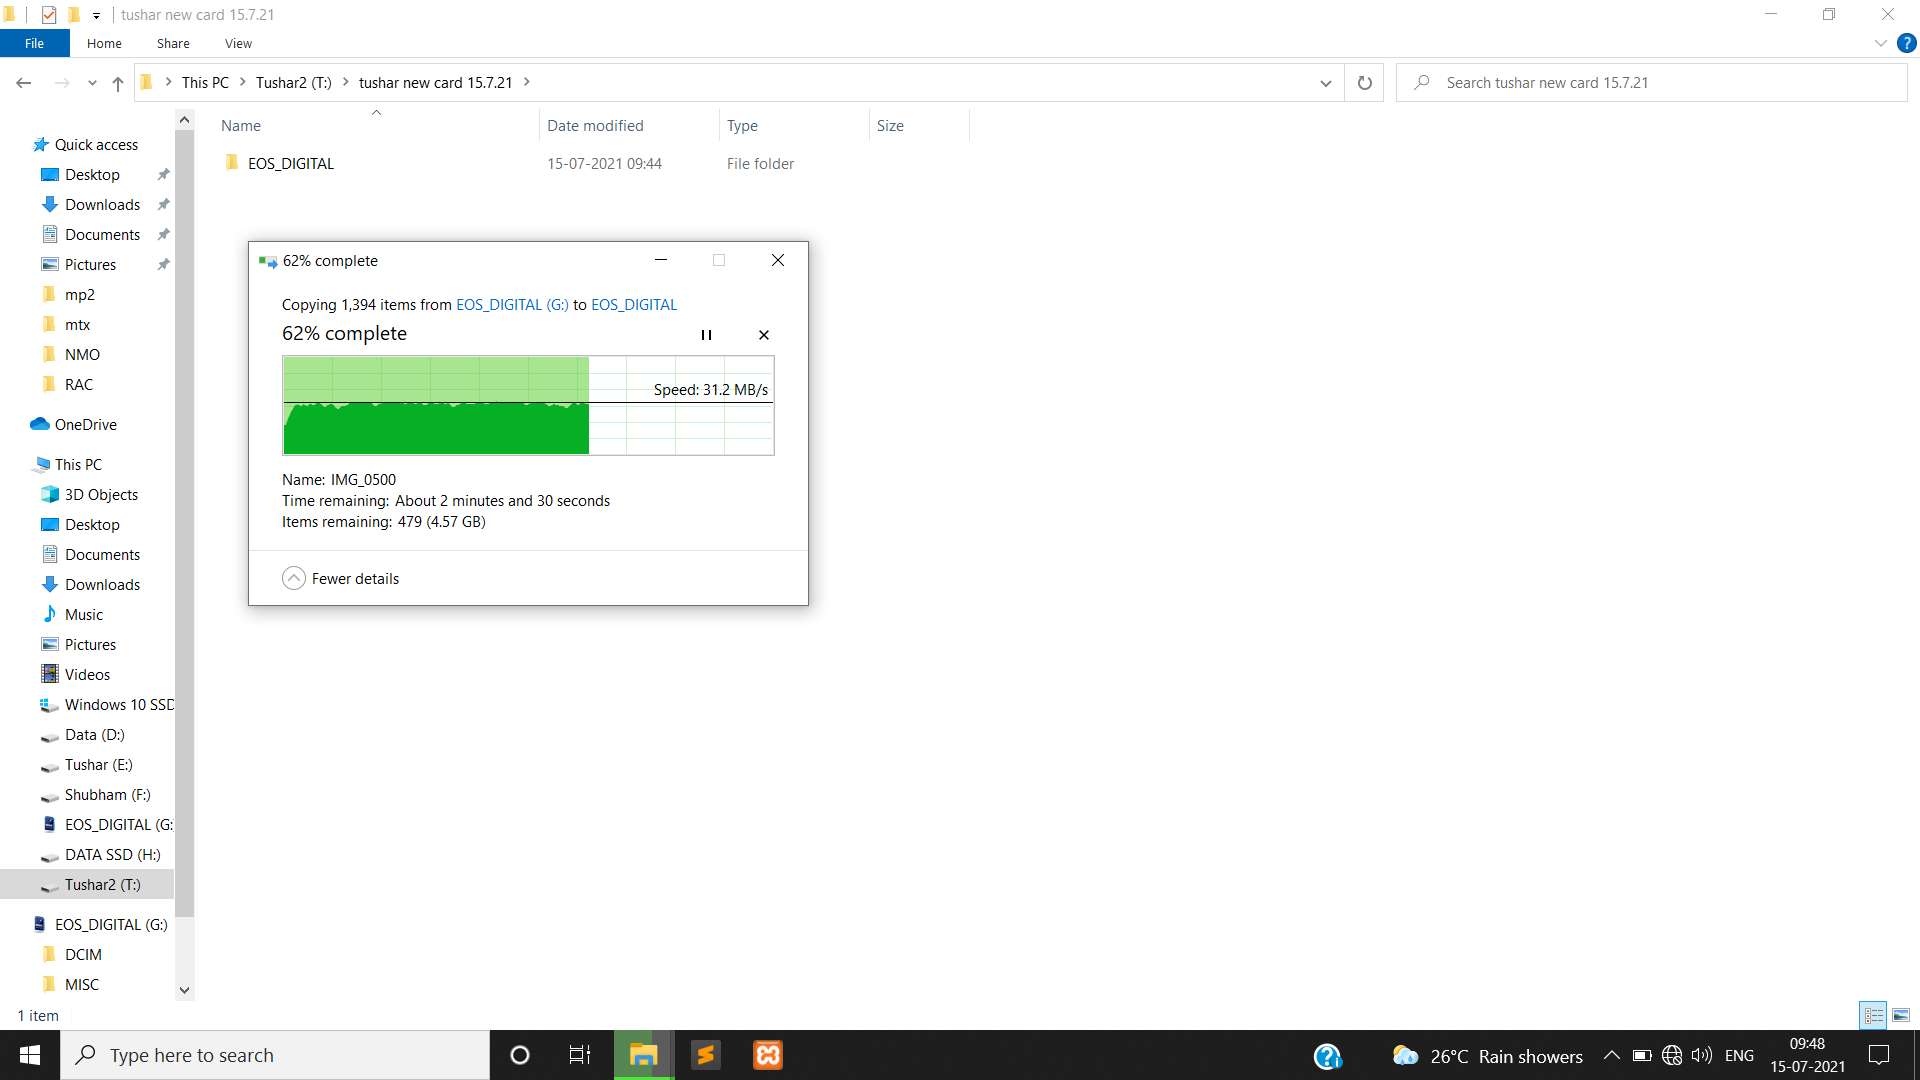 tushar new card 15.7.21
File Home Share View
This PC Tushar2 (T:) tushar new card 15.7.21
Search tushar new card 15.7.21
Name Date modified Type Size
EOS_DIGITAL 15-07-2021 09:44 File folder
Quick access
Desktop
Downloads
Documents
Pictures
mp2
mtx
NMO
RAC
OneDrive
This PC
3D Objects
Desktop
Documents
Downloads
Music
Pictures
Videos
Windows 10 SSD
Data (D:)
Tushar (E:)
Shubham (F:)
EOS_DIGITAL (G:
DATA SSD (H:)
Tushar2 (T:)
EOS_DIGITAL (G:)
DCIM
MISC
62% complete
Copying 1,394 items from EOS_DIGITAL (G:) to EOS_DIGITAL
62% complete
Speed: 31.2 MB/s
Name: IMG_0500
Time remaining: About 2 minutes and 30 seconds
Items remaining: 479 (4.57 GB)
Fewer details
1 item
Type here to search
26°C Rain showers
ENG
09:48
15-07-2021